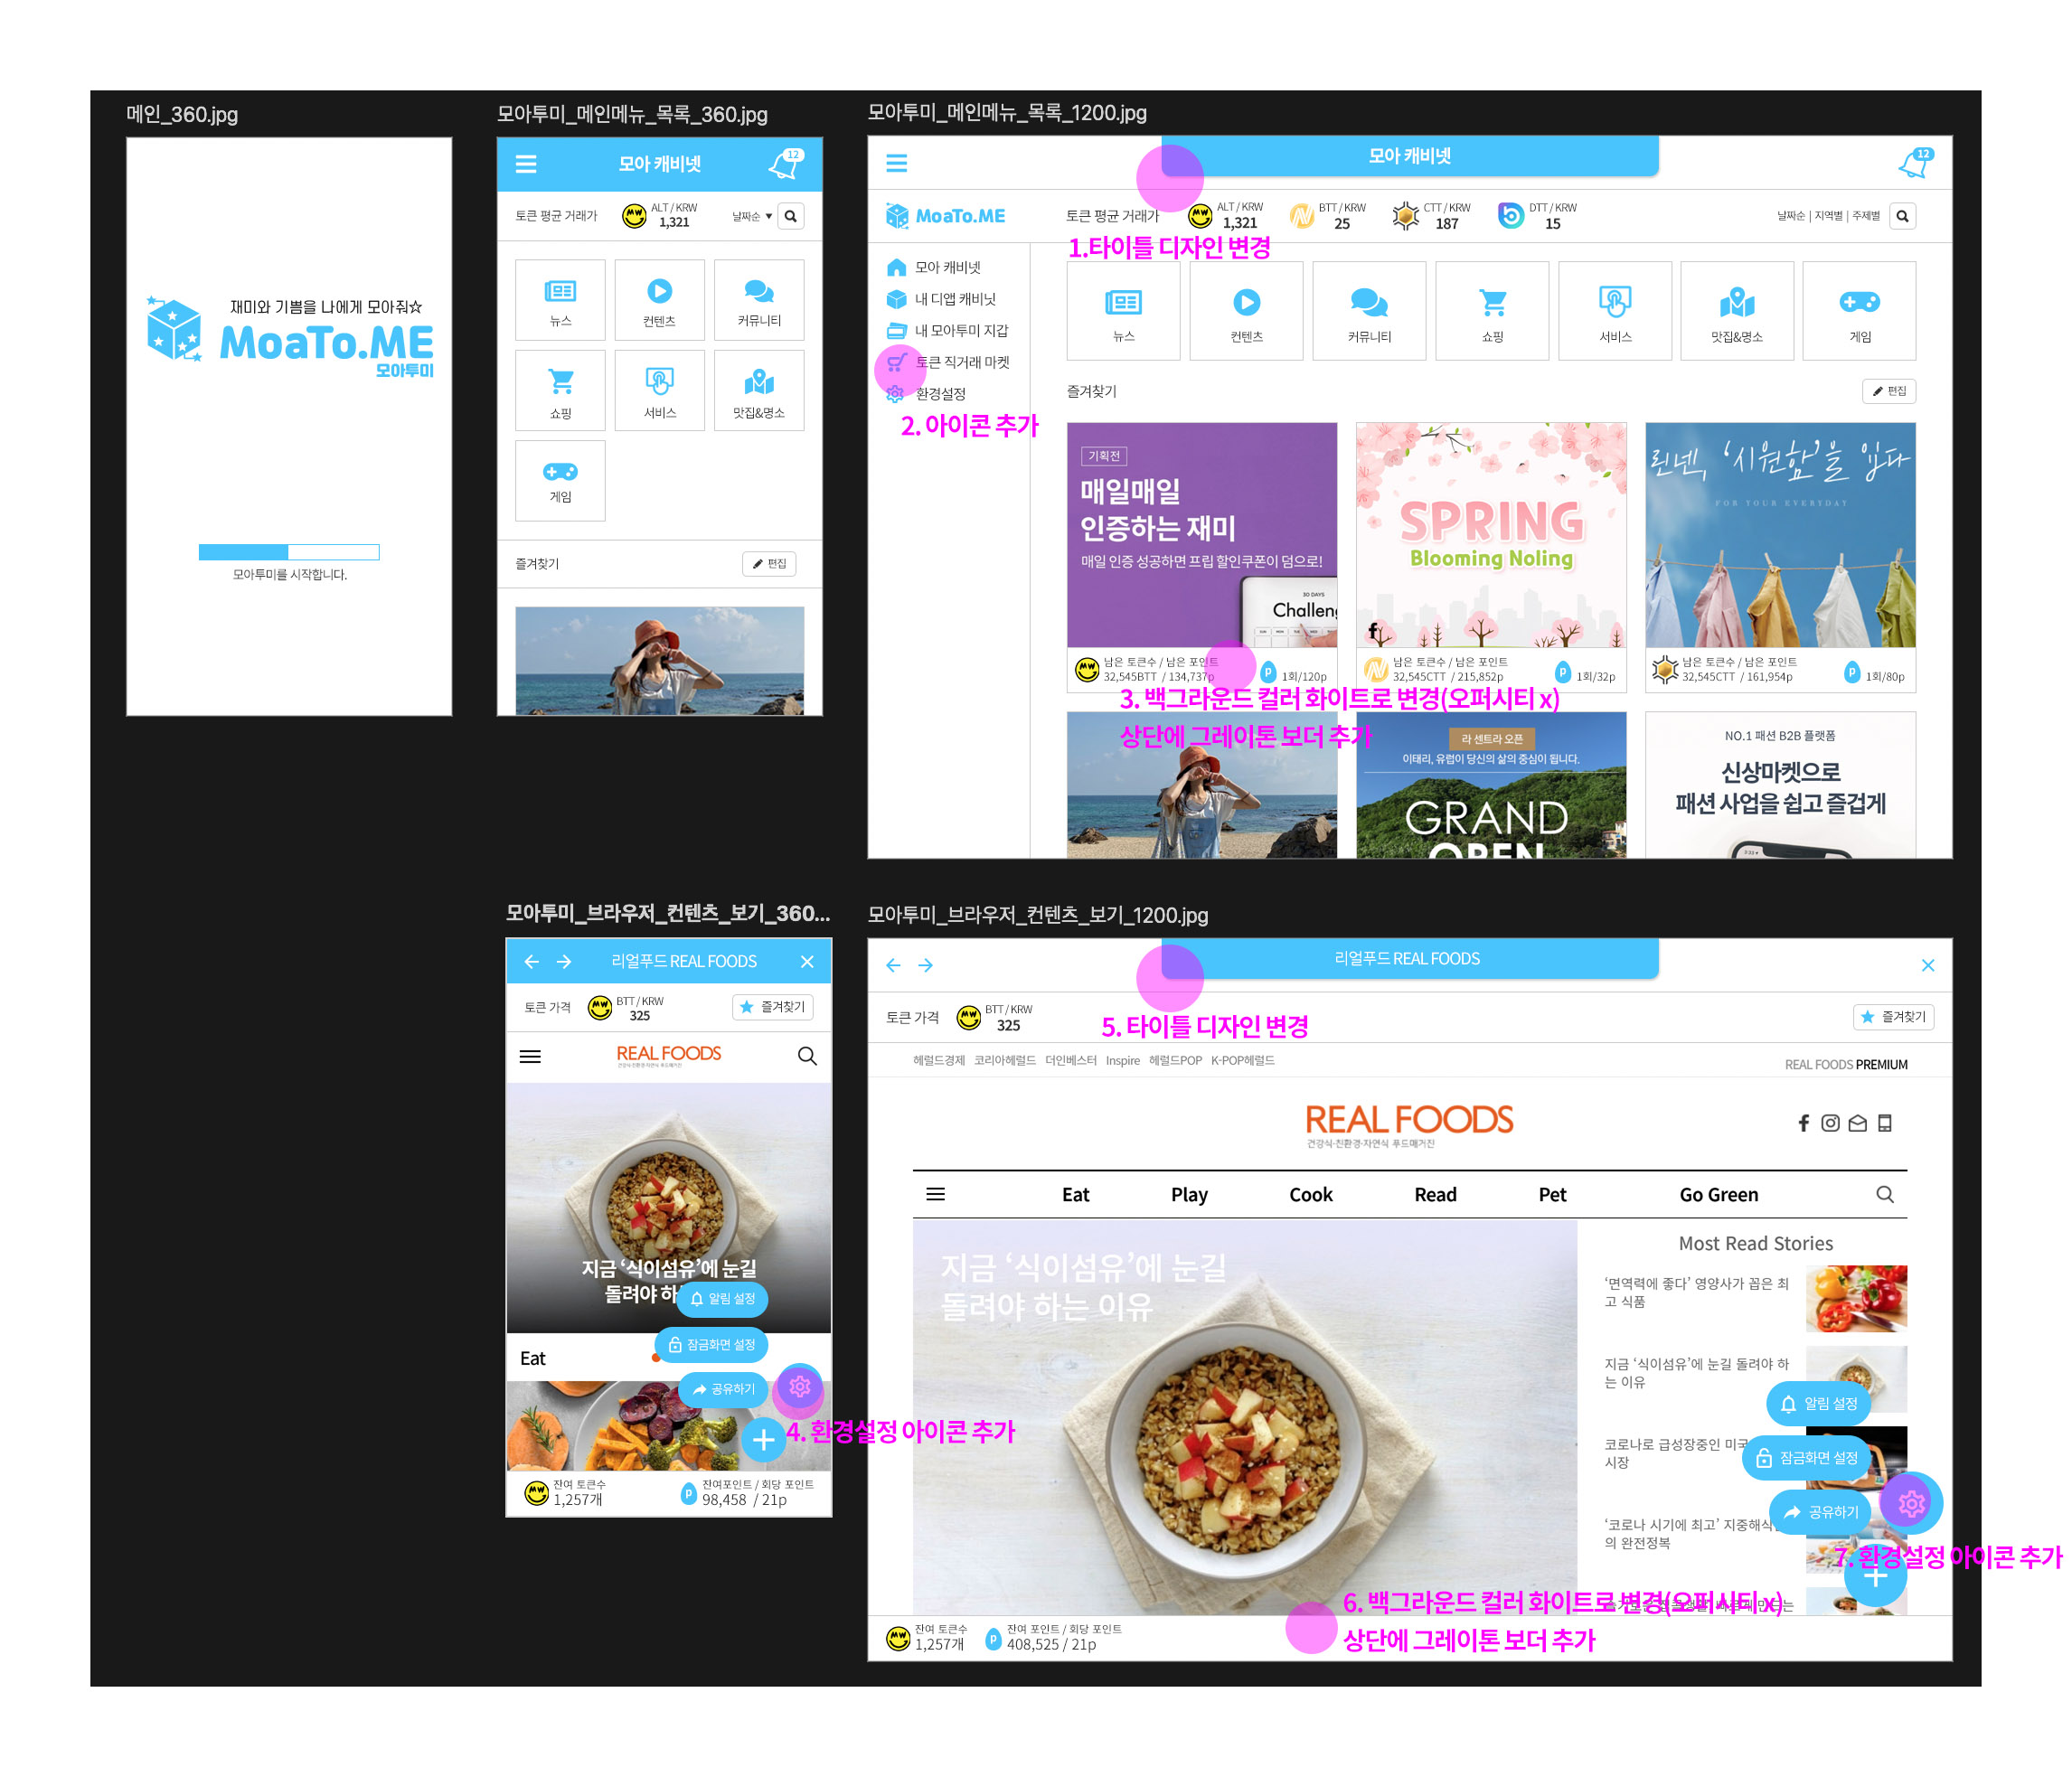 메인_360.jpg
재미와 기쁨을 나에게 모아줘☆
MoaTo.ME
모아투미
모아투미를 시작합니다.
모아투미_메인메뉴_목록_360.jpg
모아 캐비넷
12
토큰 평균 거래가
MW
ALT / KRW
1,321
날짜순 ▼
뉴스
컨텐츠
커뮤니티
쇼핑
서비스
맛집&명소
게임
즐겨찾기
편집
모아투미_메인메뉴_목록_1200.jpg
모아 캐비넷
12
MoaTo.ME
토큰 평균 거래가
MW
ALT / KRW
1,321
BTT / KRW
25
CTT / KRW
187
DTT / KRW
15
날짜순 | 지역별 | 주제별
1.타이틀 디자인 변경
모아 캐비넷
내 디앱 캐비닛
내 모아투미 지갑
토큰 직거래 마켓
환경설정
2. 아이콘 추가
뉴스
컨텐츠
커뮤니티
쇼핑
서비스
맛집&명소
게임
즐겨찾기
편집
기획전
매일매일
인증하는 재미
매일 인증 성공하면 프립 할인쿠폰이 덤으로!
30 DAYS
Challen
MW
남은 토큰수 / 남은 포인트
32,545BTT / 134,737p
p
1회/120p
SPRING
Blooming Noling
남은 토큰수 / 남은 포인트
32,545CTT / 215,852p
p
1회/32p
린넨, ‘시원함’을 입다
FOR YOUR EVERYDAY
남은 토큰수 / 남은 포인트
32,545CTT / 161,954p
p
1회/80p
3. 백그라운드 컬러 화이트로 변경(오퍼시티 x)
상단에 그레이톤 보더 추가
라 센트라 오픈
이태리, 유럽이 당신의 삶의 중심이 됩니다.
GRAND
OPEN
NO.1 패션 B2B 플랫폼
신상마켓으로
패션 사업을 쉽고 즐겁게
모아투미_브라우저_컨텐츠_보기_360...
리얼푸드 REAL FOODS
토큰 가격
MW
BTT / KRW
325
즐겨찾기
REAL FOODS
건강식·친환경·자연식 푸드매거진
지금 ‘식이섬유’에 눈길
돌려야 하
알림 설정
잠금화면 설정
Eat
공유하기
4. 환경설정 아이콘 추가
MW
잔여 토큰수
1,257개
p
잔여포인트 / 회당 포인트
98,458 / 21p
모아투미_브라우저_컨텐츠_보기_1200.jpg
리얼푸드 REAL FOODS
토큰 가격
MW
BTT / KRW
325
즐겨찾기
5. 타이틀 디자인 변경
헤럴드경제 코리아헤럴드 더인베스터 Inspire 헤럴드POP K-POP헤럴드
REAL FOODS PREMIUM
REAL FOODS
건강식·친환경·자연식 푸드매거진
Eat
Play
Cook
Read
Pet
Go Green
지금 ‘식이섬유’에 눈길
돌려야 하는 이유
Most Read Stories
‘면역력에 좋다’ 영양사가 꼽은 최
고 식품
지금 ‘식이섬유’에 눈길 돌려야 하
는 이유
알림 설정
코로나로 급성장중인 미국
시장
잠금화면 설정
공유하기
‘코로나 시기에 최고’ 지중해식
의 완전정복
7. 환경설정 아이콘 추가
6. 백그라운드 컬러 화이트로 변경(오퍼시티 x)
상단에 그레이톤 보더 추가
MW
잔여 토큰수
1,257개
p
잔여 포인트 / 회당 포인트
408,525 / 21p